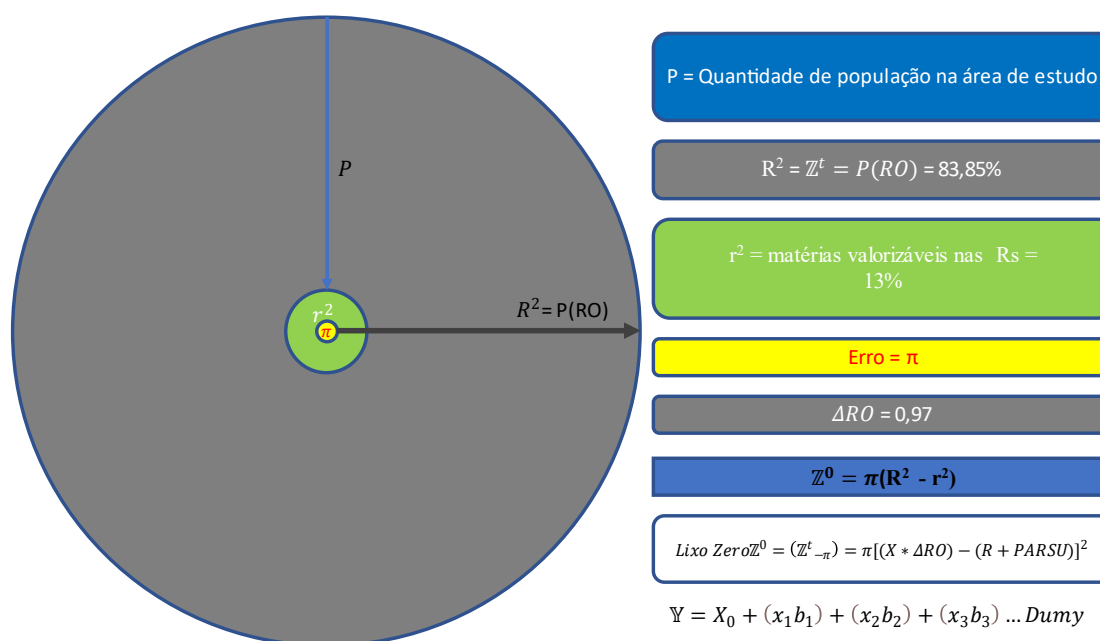 P
r²
π
R²= P(RO)
P = Quantidade de população na área de estudo
R² = ℤᵗ = P(RO) = 83,85%
r² = matérias valorizáveis nas Rs =
13%
Erro = π
ΔRO = 0,97
ℤ⁰ = π(R² - r²)
Lixo Zeroℤ⁰ = (ℤᵗ₋π) = π[(X * ΔRO) − (R + PARSU)]²
𝕐 = X₀ + (x₁b₁) + (x₂b₂) + (x₃b₃) … Dumy